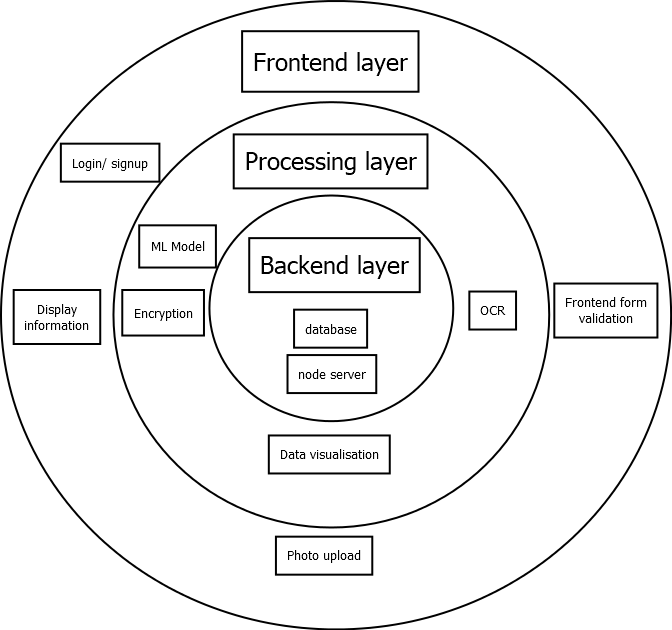 Frontend layer
Login/ signup
Processing layer
ML Model
Backend layer
Display
information
Encryption
database
OCR
Frontend form
validation
node server
Data visualisation
Photo upload